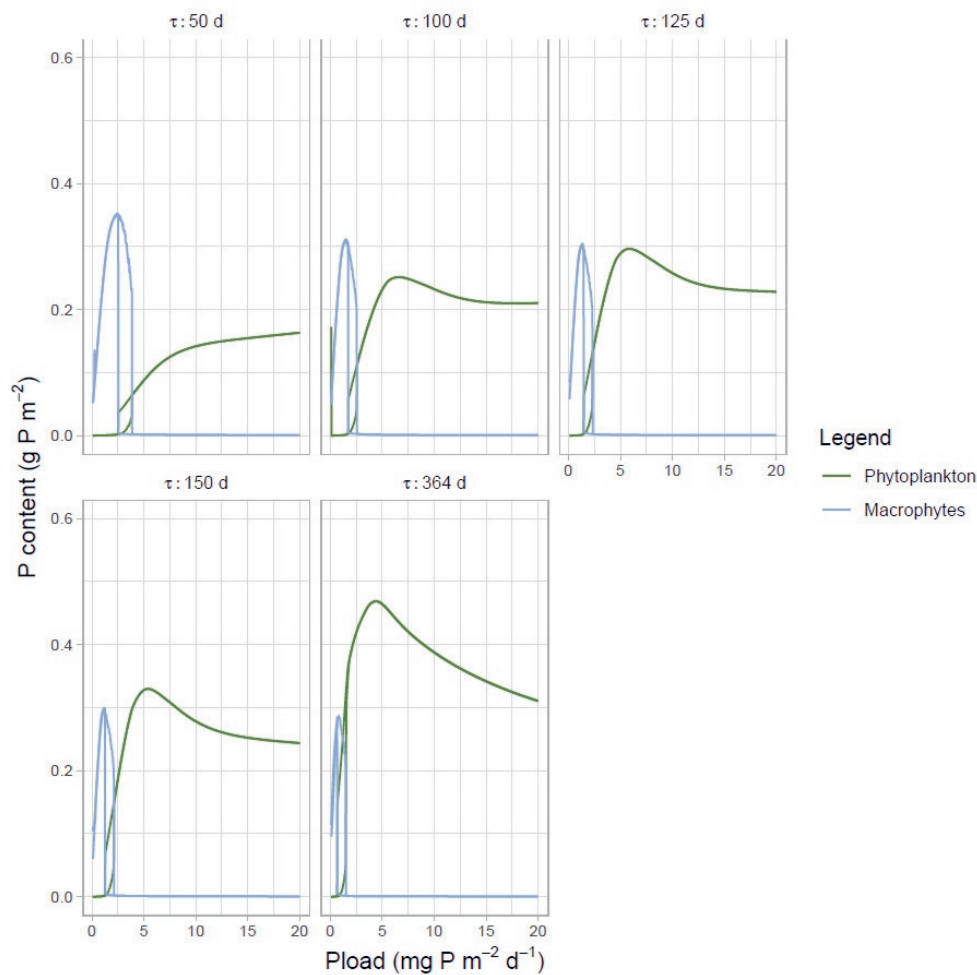 τ: 50 d
τ: 100 d
τ: 125 d
0.6
0.4
0.2
0.0
0 5 10 15 20
τ: 150 d
τ: 364 d
0.6
0.4
0.2
0.0
0 5 10 15 20
0 5 10 15 20
P content (g P m⁻²)
Pload (mg P m⁻² d⁻¹)
Legend
Phytoplankton
Macrophytes